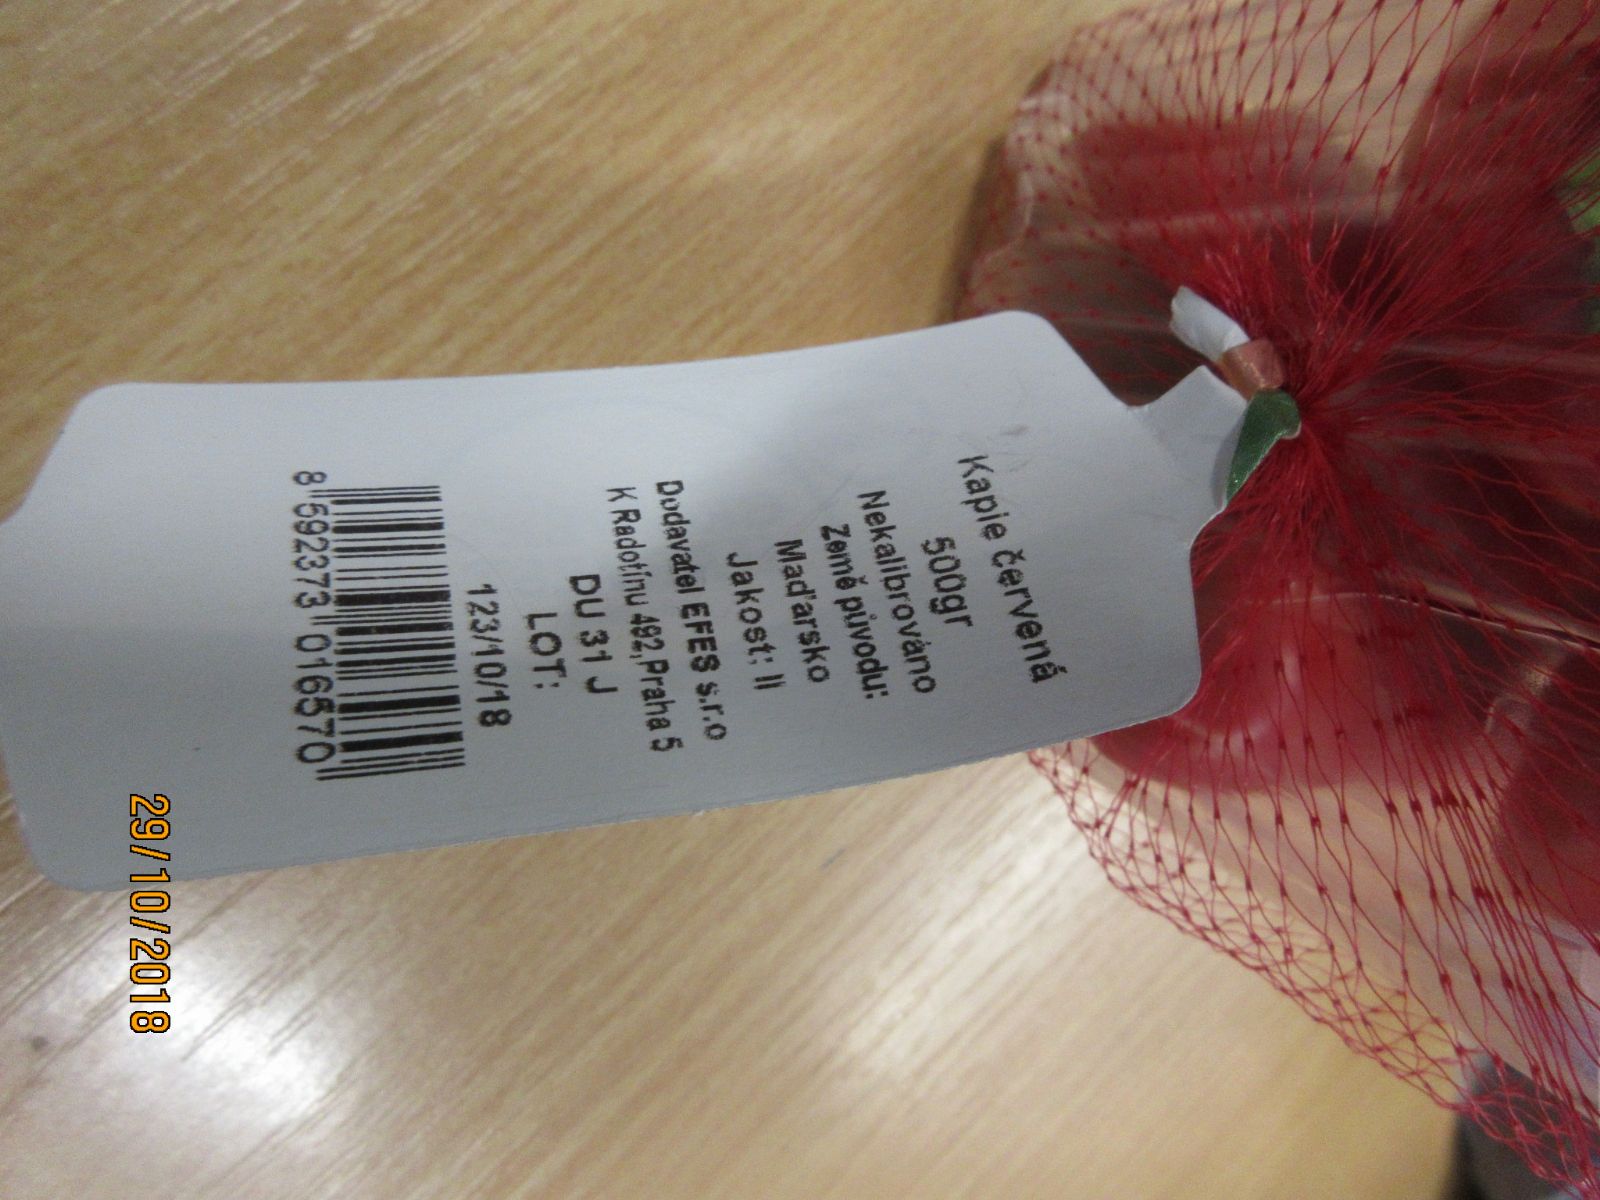 Kapie červená
500gr
Nekalibrováno
Země původu:
Maďarsko
Jakost: II
Dodavatel EFES s.r.o
K Radotínu 492,Praha 5
DU 31 J
LOT:
123/10/18
8 592373 016570
29/10/2018